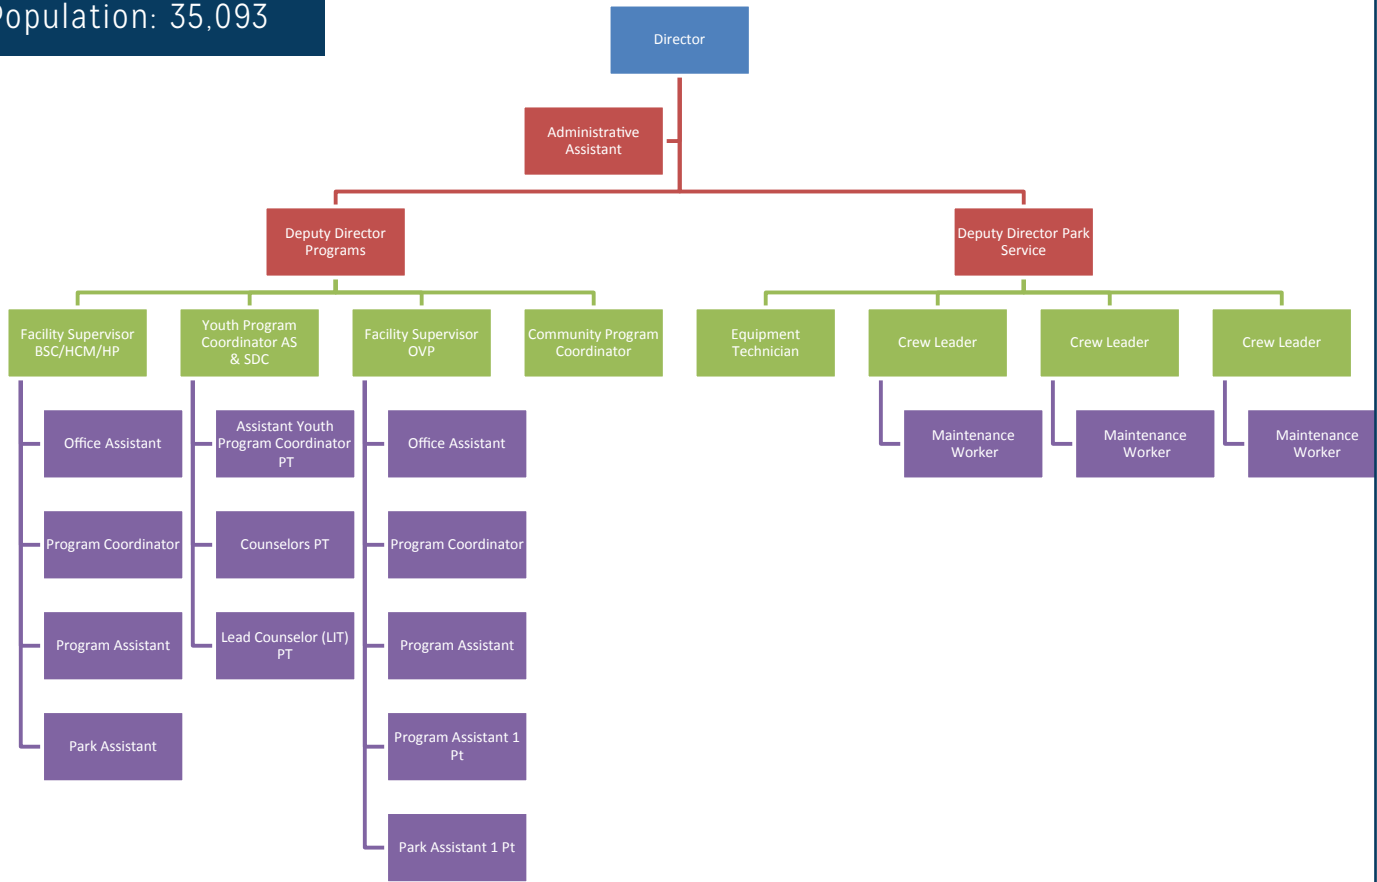 Population: 35,093
Director
Administrative
Assistant
Deputy Director
Programs
Deputy Director Park
Service
Facility Supervisor
BSC/HCM/HP
Youth Program
Coordinator AS
& SDC
Facility Supervisor
OVP
Community Program
Coordinator
Equipment
Technician
Crew Leader
Crew Leader
Crew Leader
Office Assistant
Program Coordinator
Program Assistant
Park Assistant
Assistant Youth
Program Coordinator
PT
Counselors PT
Lead Counselor (LIT)
PT
Office Assistant
Program Coordinator
Program Assistant
Program Assistant 1
Pt
Park Assistant 1 Pt
Maintenance
Worker
Maintenance
Worker
Maintenance
Worker